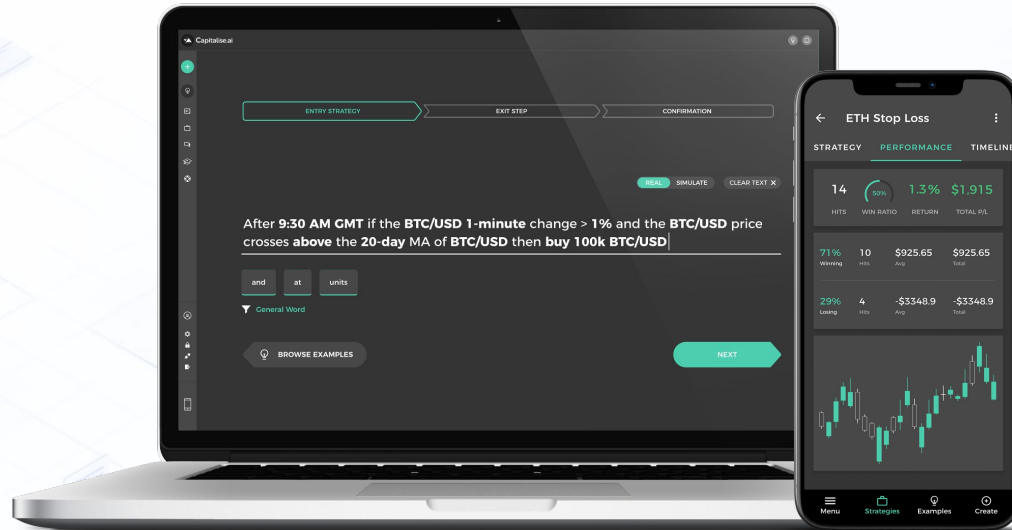 Capitalise.ai
ENTRY STRATEGY
EXIT STEP
CONFIRMATION
REAL
SIMULATE
CLEAR TEXT X
After 9:30 AM GMT if the BTC/USD 1-minute change > 1% and the BTC/USD price
crosses above the 20-day MA of BTC/USD then buy 100k BTC/USD
and
at
units
General Word
BROWSE EXAMPLES
NEXT
ETH Stop Loss
STRATEGY
PERFORMANCE
TIMELINE
14
50%
1.3%
$1,915
HITS
WIN RATIO
RETURN
TOTAL P/L
71%
10
$925.65
$925.65
Winning
Hits
Avg
Total
29%
4
-$3348.9
-$3348.9
Losing
Hits
Avg
Total
Menu
Strategies
Examples
Create